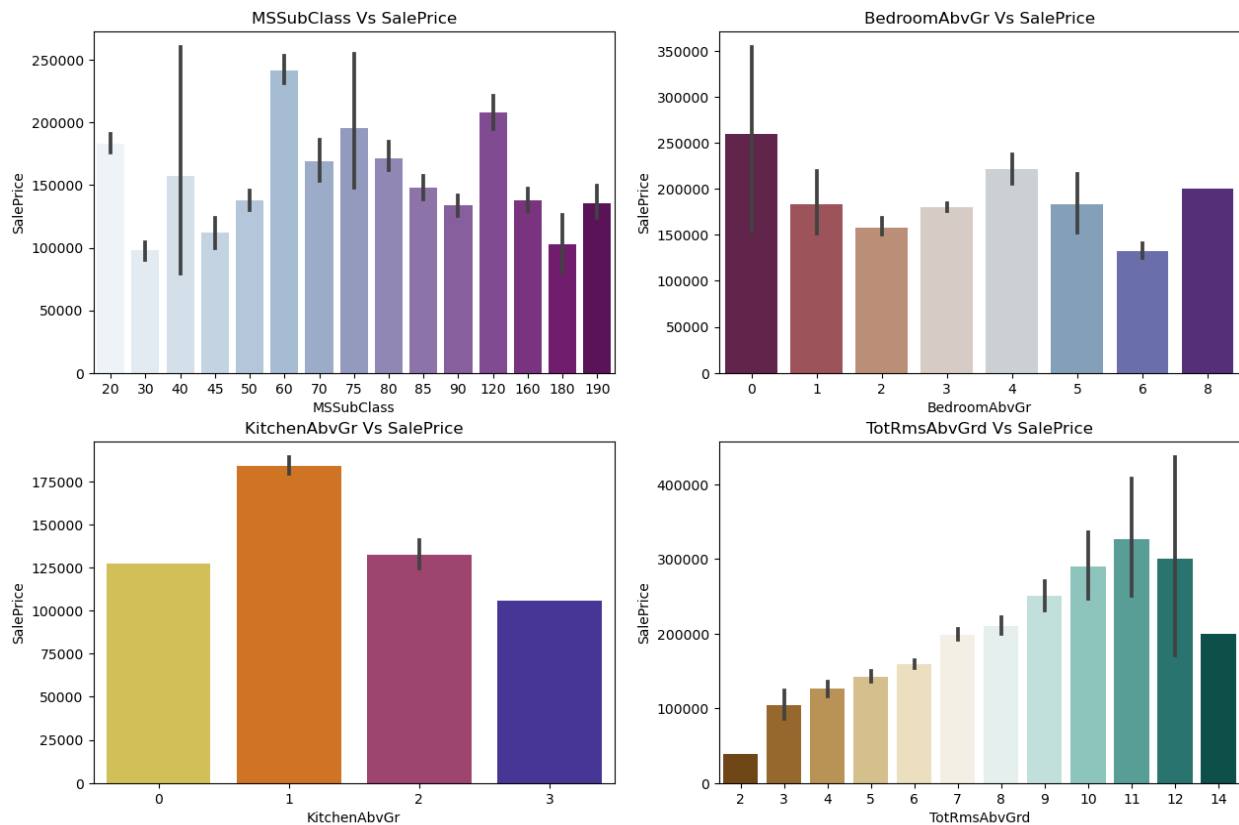 MSSubClass Vs SalePrice
SalePrice
250000
200000
150000
100000
50000
0
20 30 40 45 50 60 70 75 80 85 90 120 160 180 190
MSSubClass
BedroomAbvGr Vs SalePrice
SalePrice
350000
300000
250000
200000
150000
100000
50000
0
0 1 2 3 4 5 6 8
BedroomAbvGr
KitchenAbvGr Vs SalePrice
SalePrice
175000
150000
125000
100000
75000
50000
25000
0
0 1 2 3
KitchenAbvGr
TotRmsAbvGrd Vs SalePrice
SalePrice
400000
300000
200000
100000
0
2 3 4 5 6 7 8 9 10 11 12 14
TotRmsAbvGrd